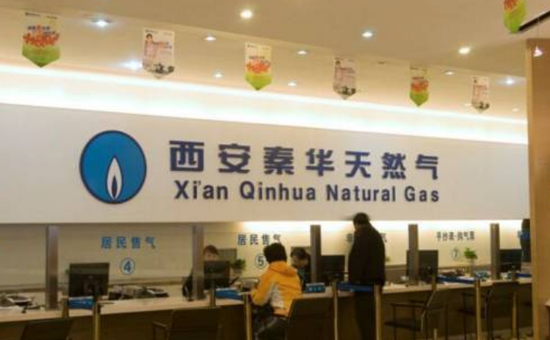 西安秦华天然气
Xi'an Qinhua Natural Gas
居民售气
④
居民售气
⑤
⑦